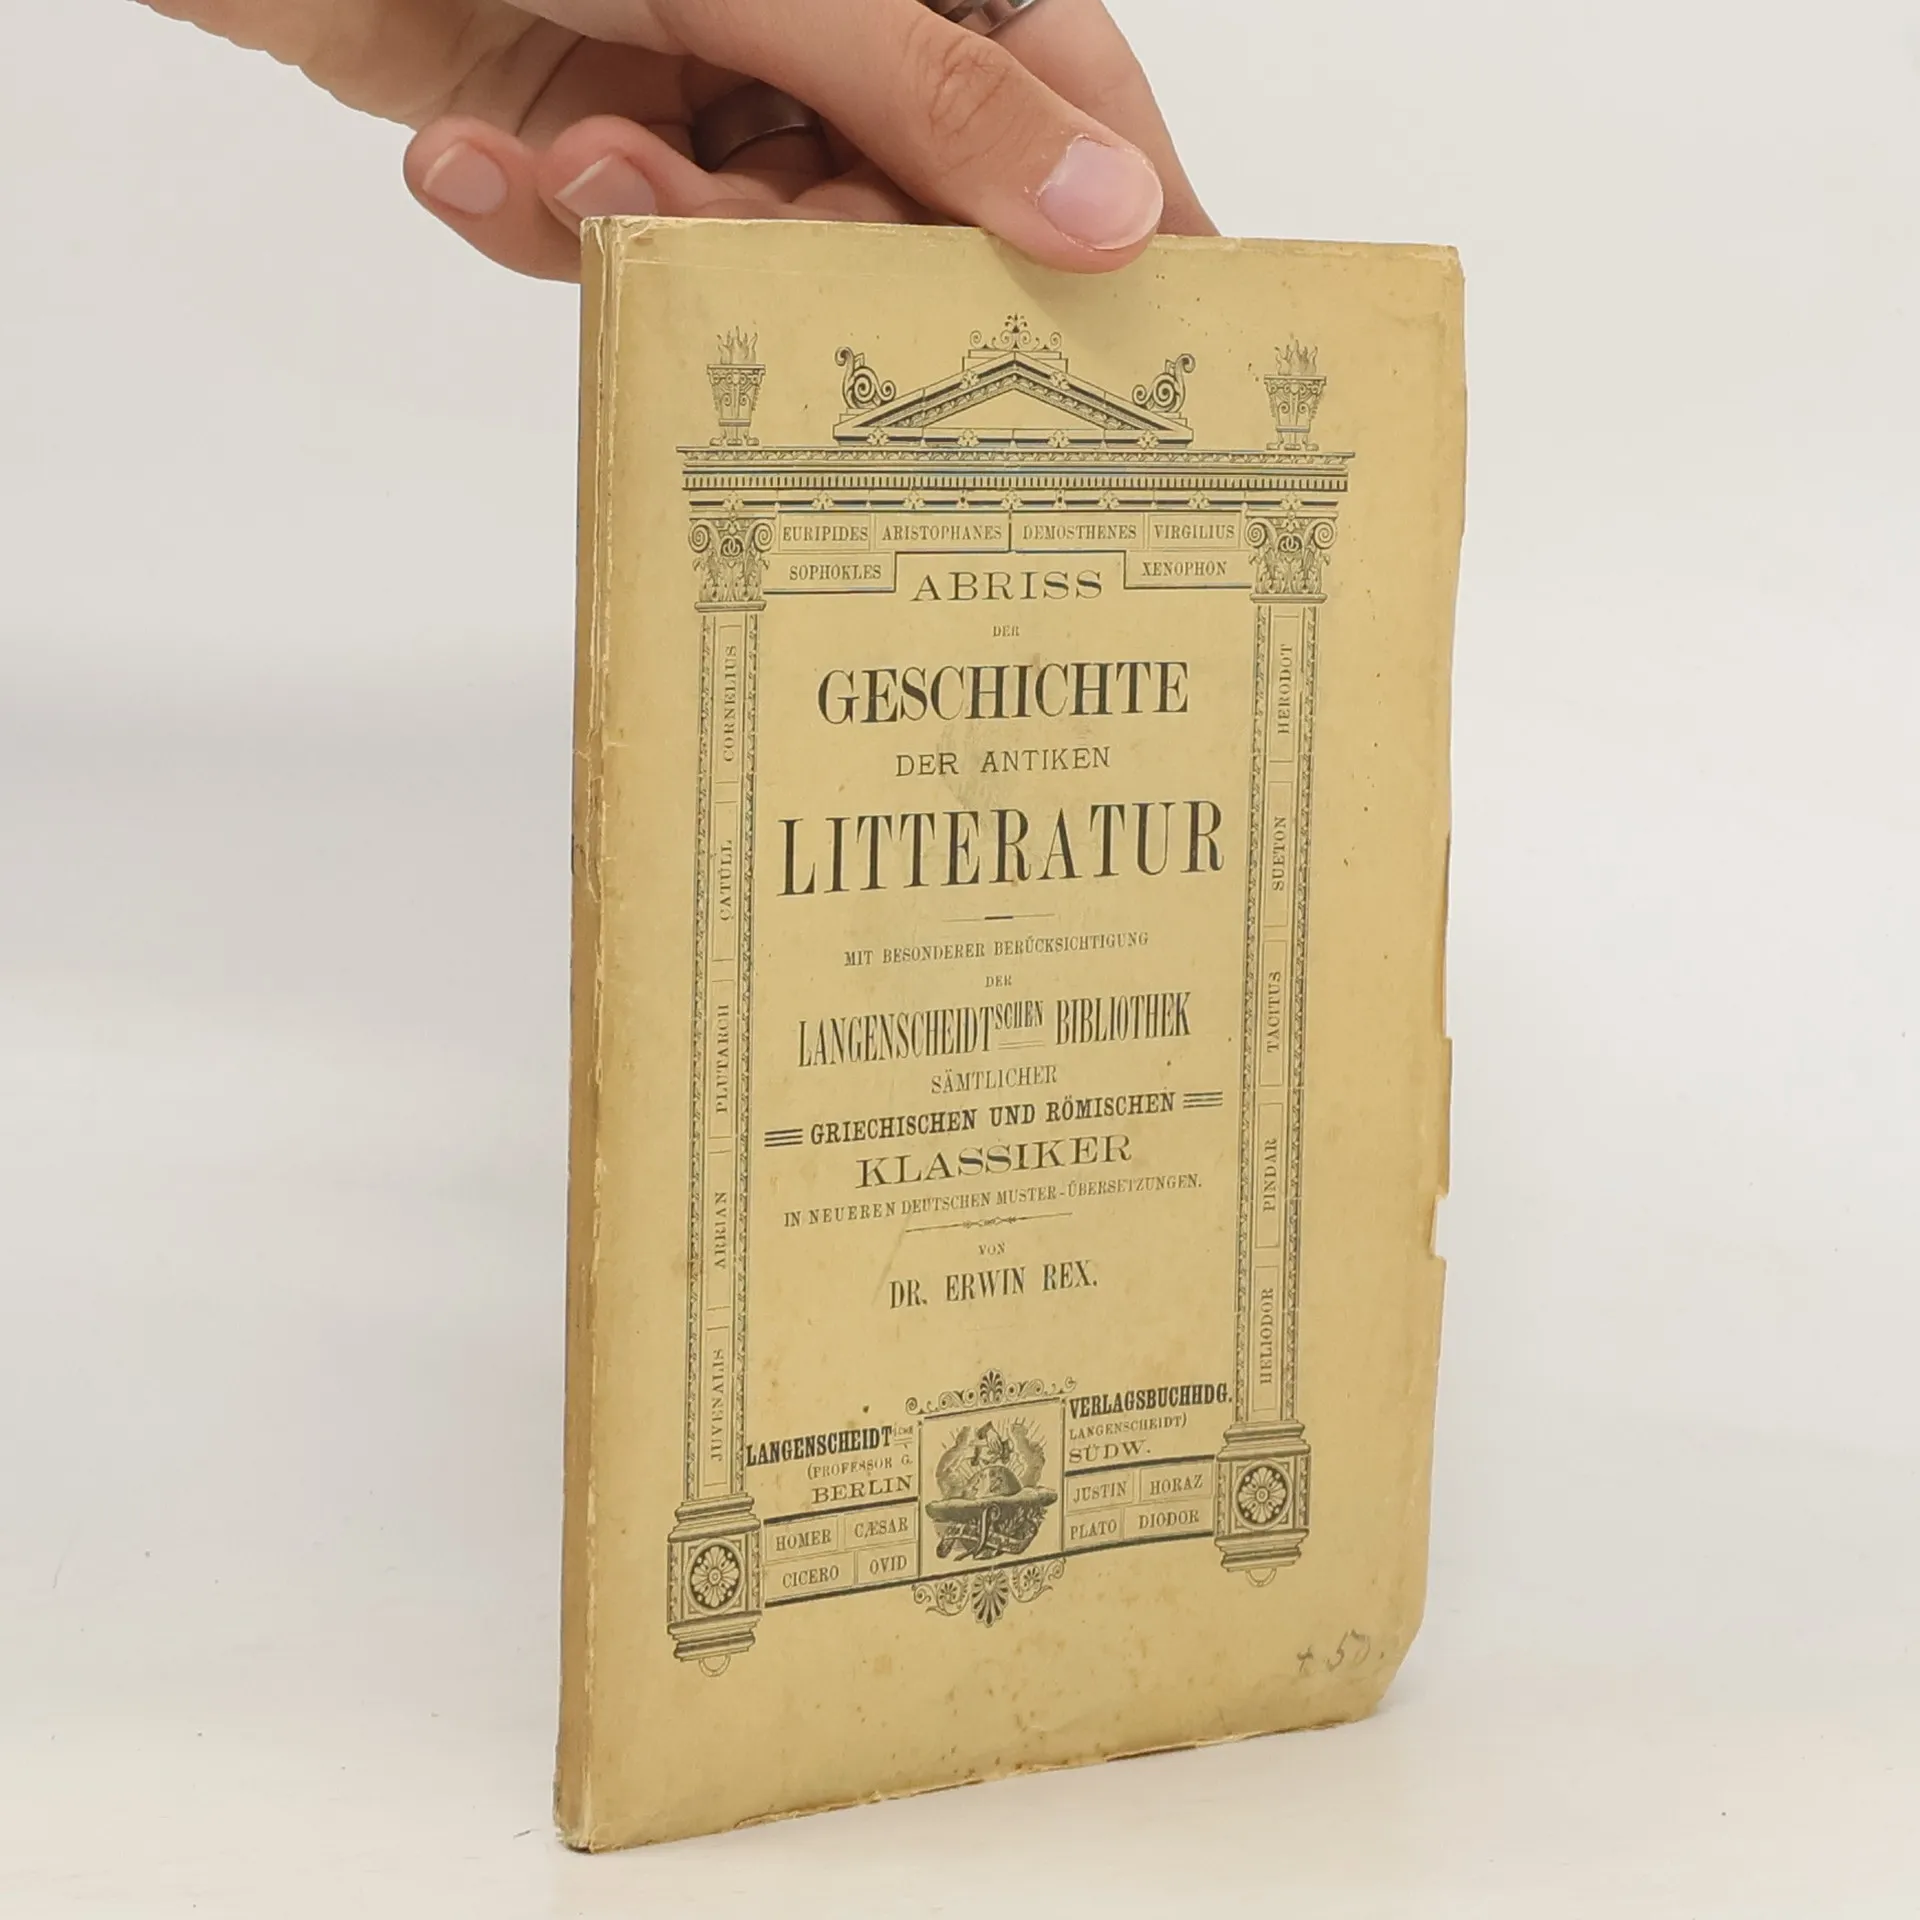 EURIPIDES ARISTOPHANES DEMOSTHENES VIRGILIUS
SOPHOKLES XENOPHON
ABRISS
DER
GESCHICHTE
DER ANTIKEN
LITTERATUR
MIT BESONDERER BERÜCKSICHTIGUNG
DER
LANGENSCHEIDTSCHEN BIBLIOTHEK
SÄMTLICHER
GRIECHISCHEN UND RÖMISCHEN
KLASSIKER
IN NEUEREN DEUTSCHEN MUSTER-ÜBERSETZUNGEN.
VON
DR. ERWIN REX.
CORNELIUS
CATULL
PLUTARCH
ARRIAN
JUVENALIS
HERODOT
SUETON
TACITUS
PINDAR
HELIODOR
LANGENSCHEIDTSCHE VERLAGSBUCHHDG.
(PROFESSOR G. LANGENSCHEIDT)
BERLIN SÜDW.
HOMER CÆSAR JUSTIN HORAZ
CICERO OVID PLATO DIODOR
L
50.